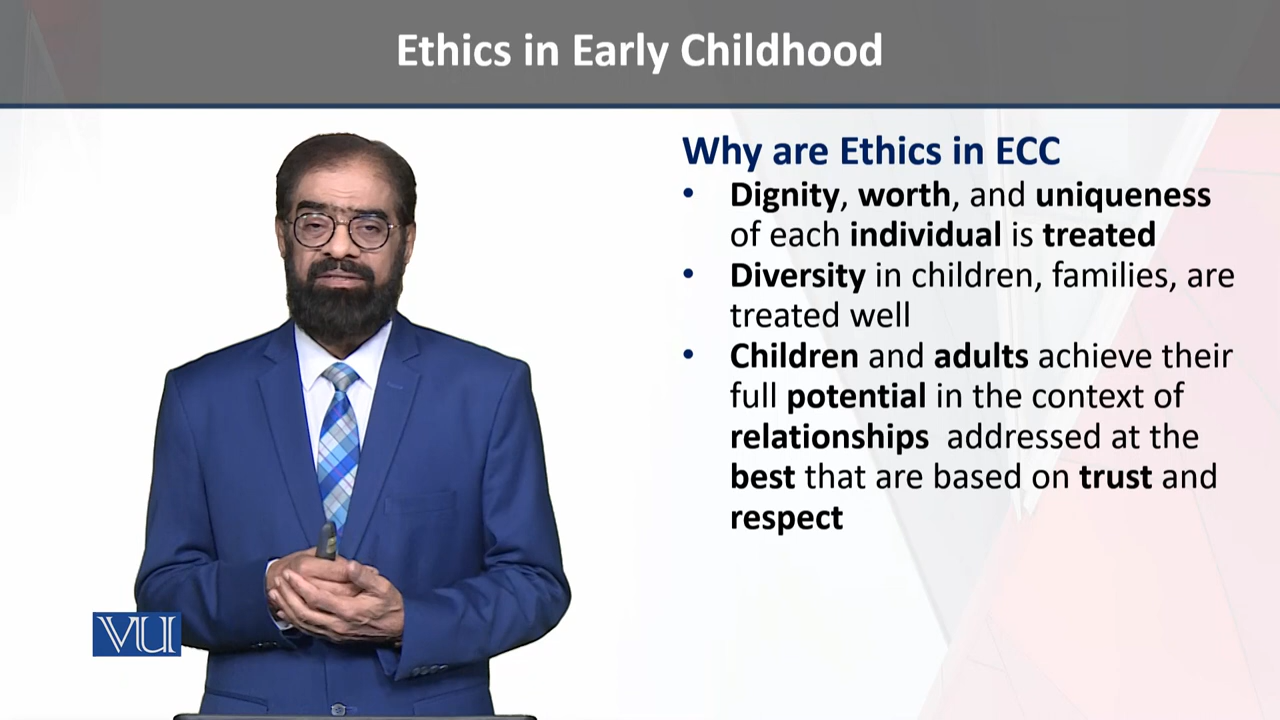 Ethics in Early Childhood
Why are Ethics in ECC
• Dignity, worth, and uniqueness
of each individual is treated
• Diversity in children, families, are
treated well
• Children and adults achieve their
full potential in the context of
relationships addressed at the
best that are based on trust and
respect
VU